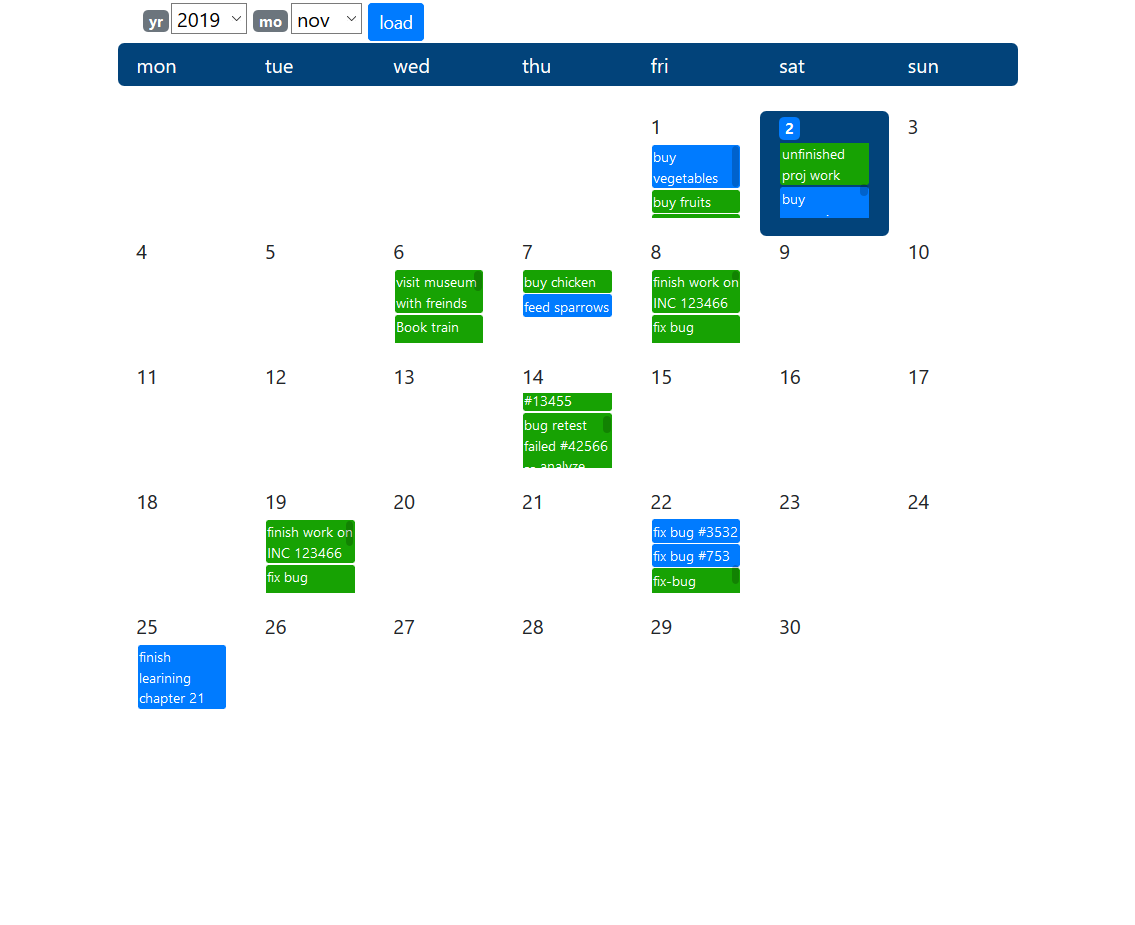 yr 2019 mo nov load
mon tue wed thu fri sat sun
1 2 3
buy
vegetables
buy fruits
unfinished
proj work
buy
4 5 6 7 8 9 10
visit museum
with freinds
Book train
buy chicken
feed sparrows
finish work on
INC 123466
fix bug
11 12 13 14 15 16 17
#13455
bug retest
failed #42566
18 19 20 21 22 23 24
finish work on
INC 123466
fix bug
fix bug #3532
fix bug #753
fix-bug
25 26 27 28 29 30
finish
learining
chapter 21